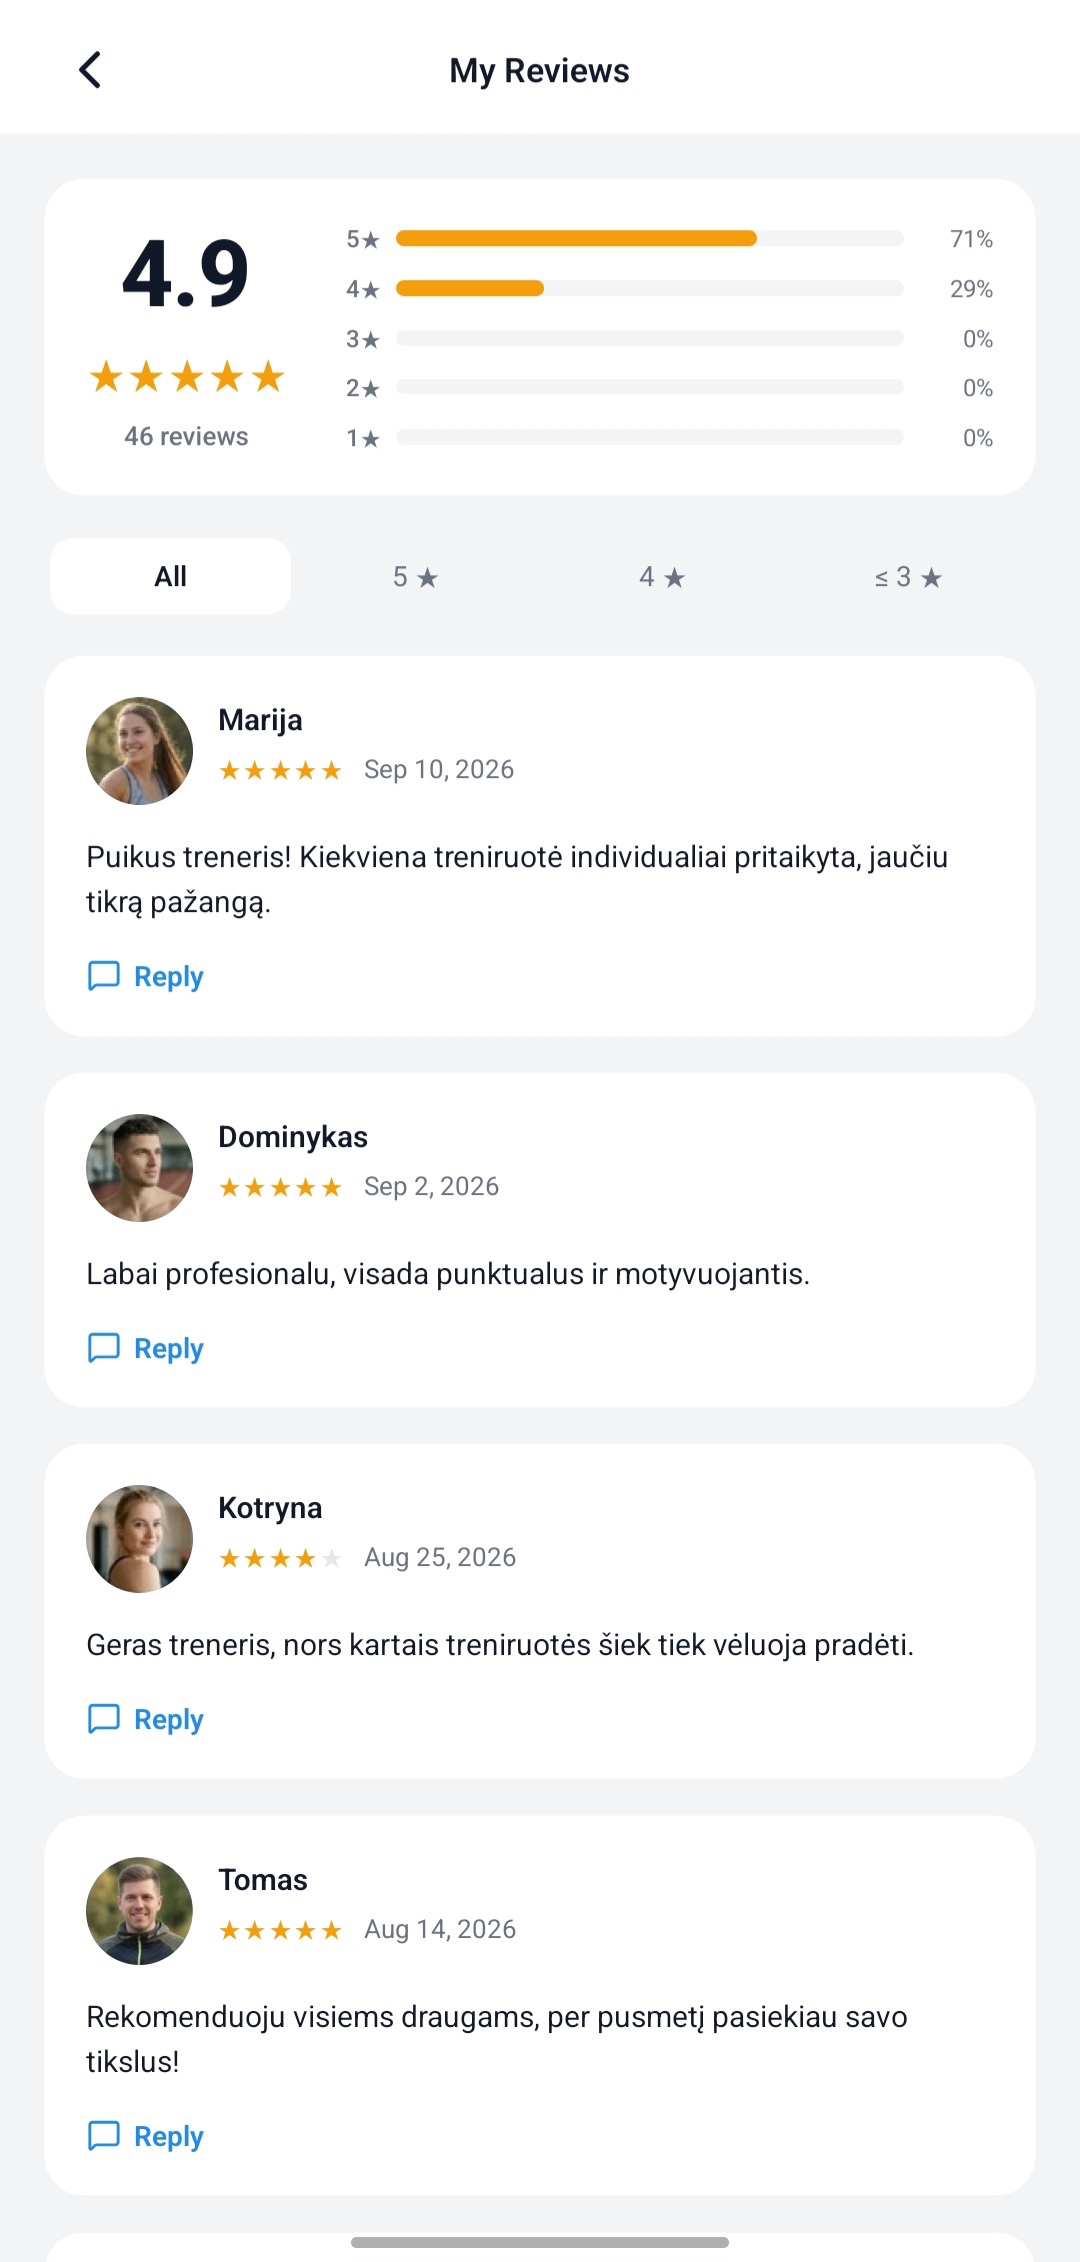 My Reviews
4.9
★★★★★
46 reviews
5★ 71%
4★ 29%
3★ 0%
2★ 0%
1★ 0%
All 5 ★ 4 ★ ≤ 3 ★
Marija
★★★★★ Sep 10, 2026
Puikus treneris! Kiekviena treniruotė individualiai pritaikyta, jaučiu
tikrą pažangą.
Reply
Dominykas
★★★★★ Sep 2, 2026
Labai profesionalu, visada punktualus ir motyvuojantis.
Reply
Kotryna
★★★★★ Aug 25, 2026
Geras treneris, nors kartais treniruotės šiek tiek vėluoja pradėti.
Reply
Tomas
★★★★★ Aug 14, 2026
Rekomenduoju visiems draugams, per pusmetį pasiekiau savo
tikslus!
Reply